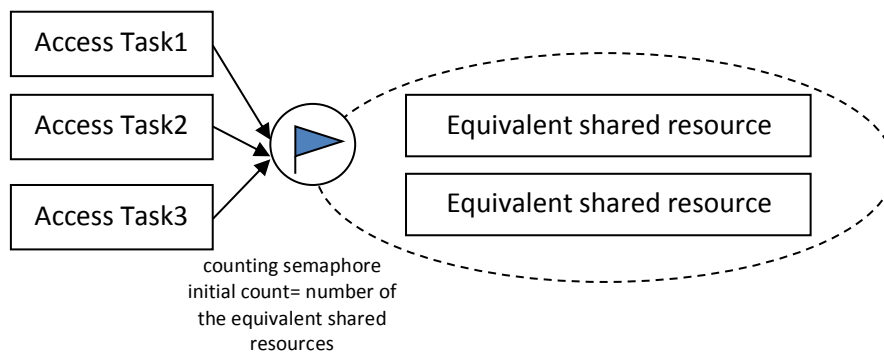 Access Task1
Access Task2
Access Task3
Equivalent shared resource
Equivalent shared resource
counting semaphore
initial count= number of
the equivalent shared
resources